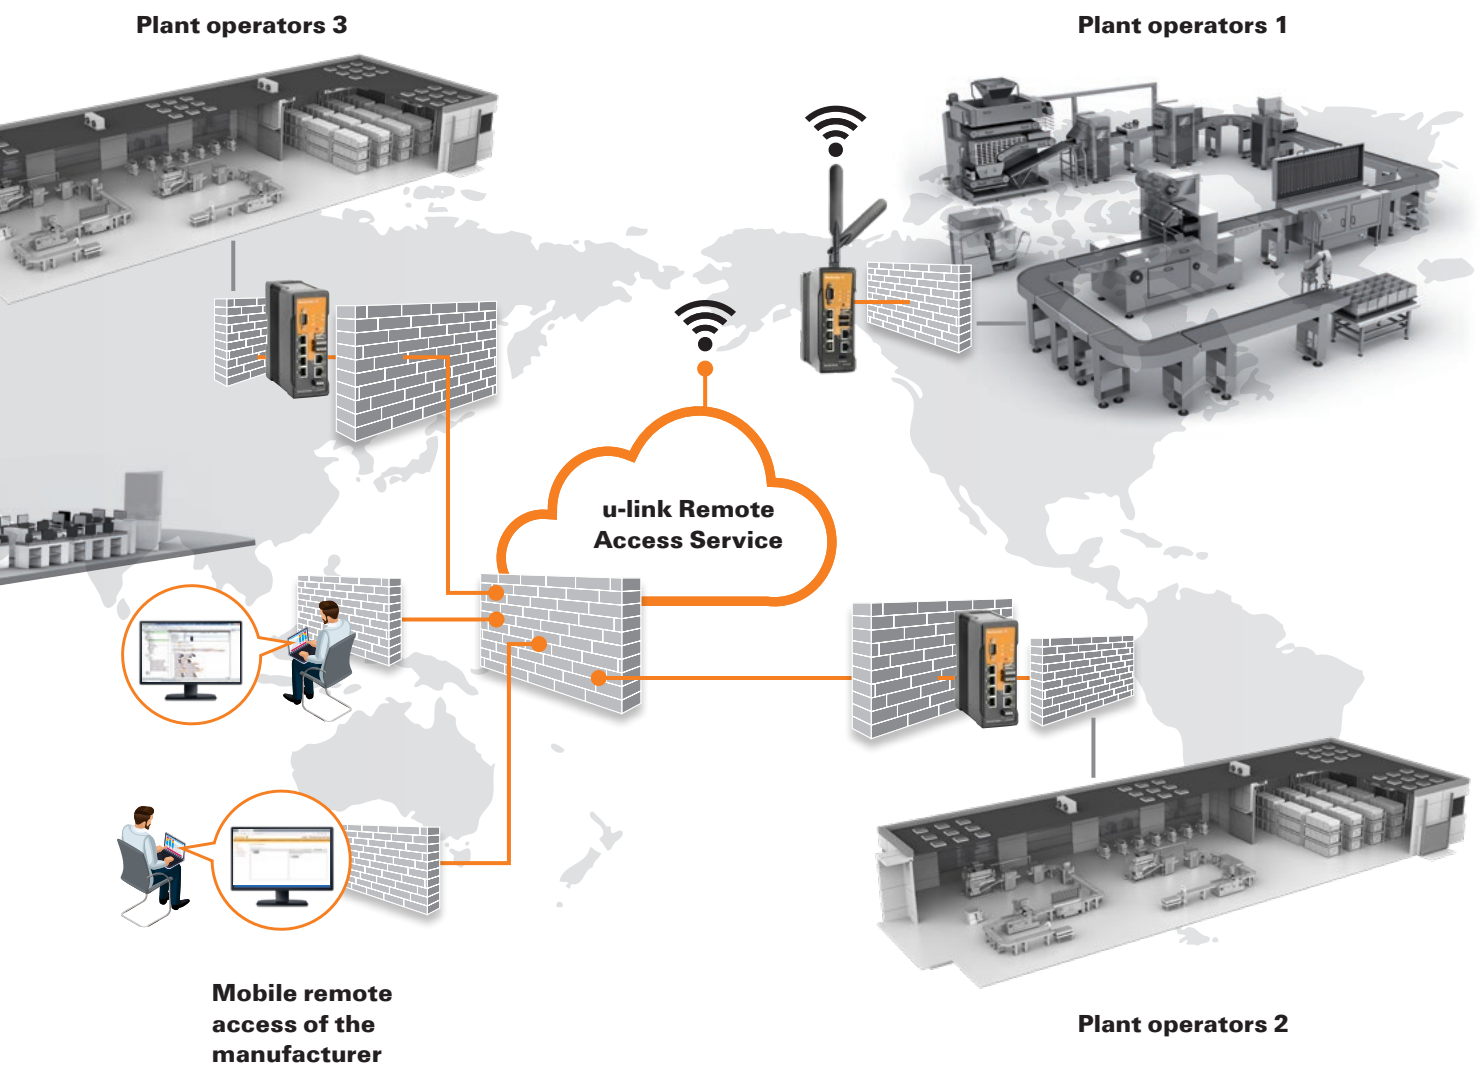 Plant operators 3
Plant operators 1
u-link Remote
Access Service
Mobile remote
access of the
manufacturer
Plant operators 2